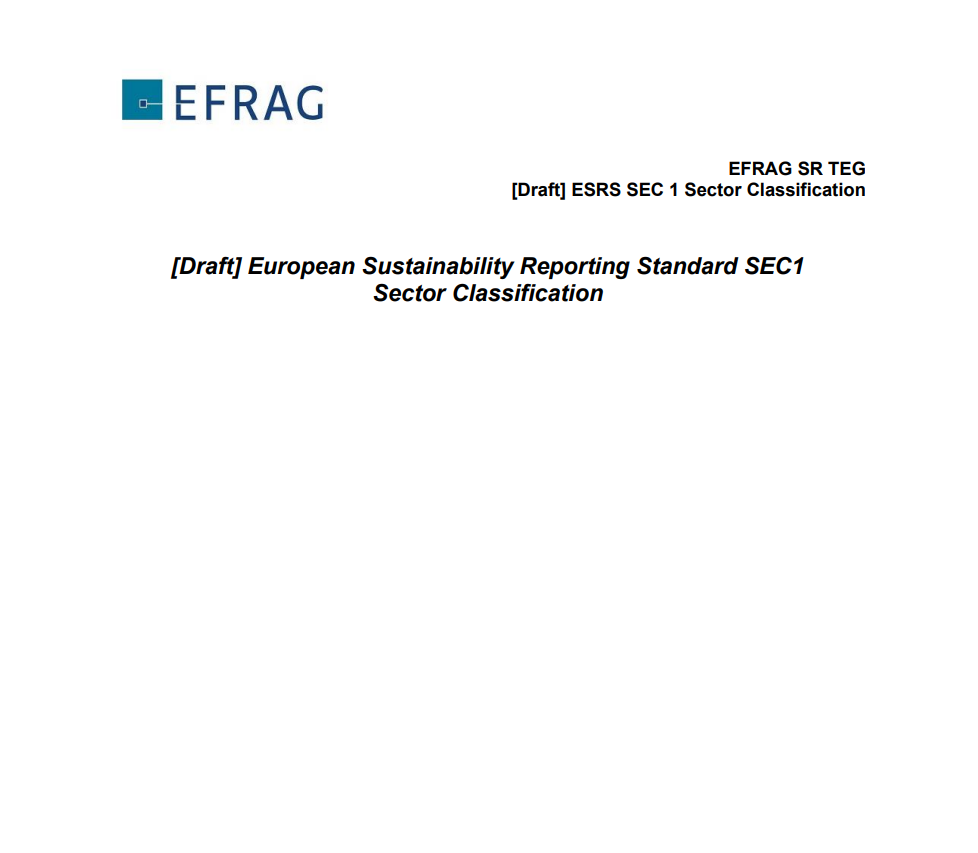 EFRAG
EFRAG SR TEG
[Draft] ESRS SEC 1 Sector Classification
[Draft] European Sustainability Reporting Standard SEC1
Sector Classification